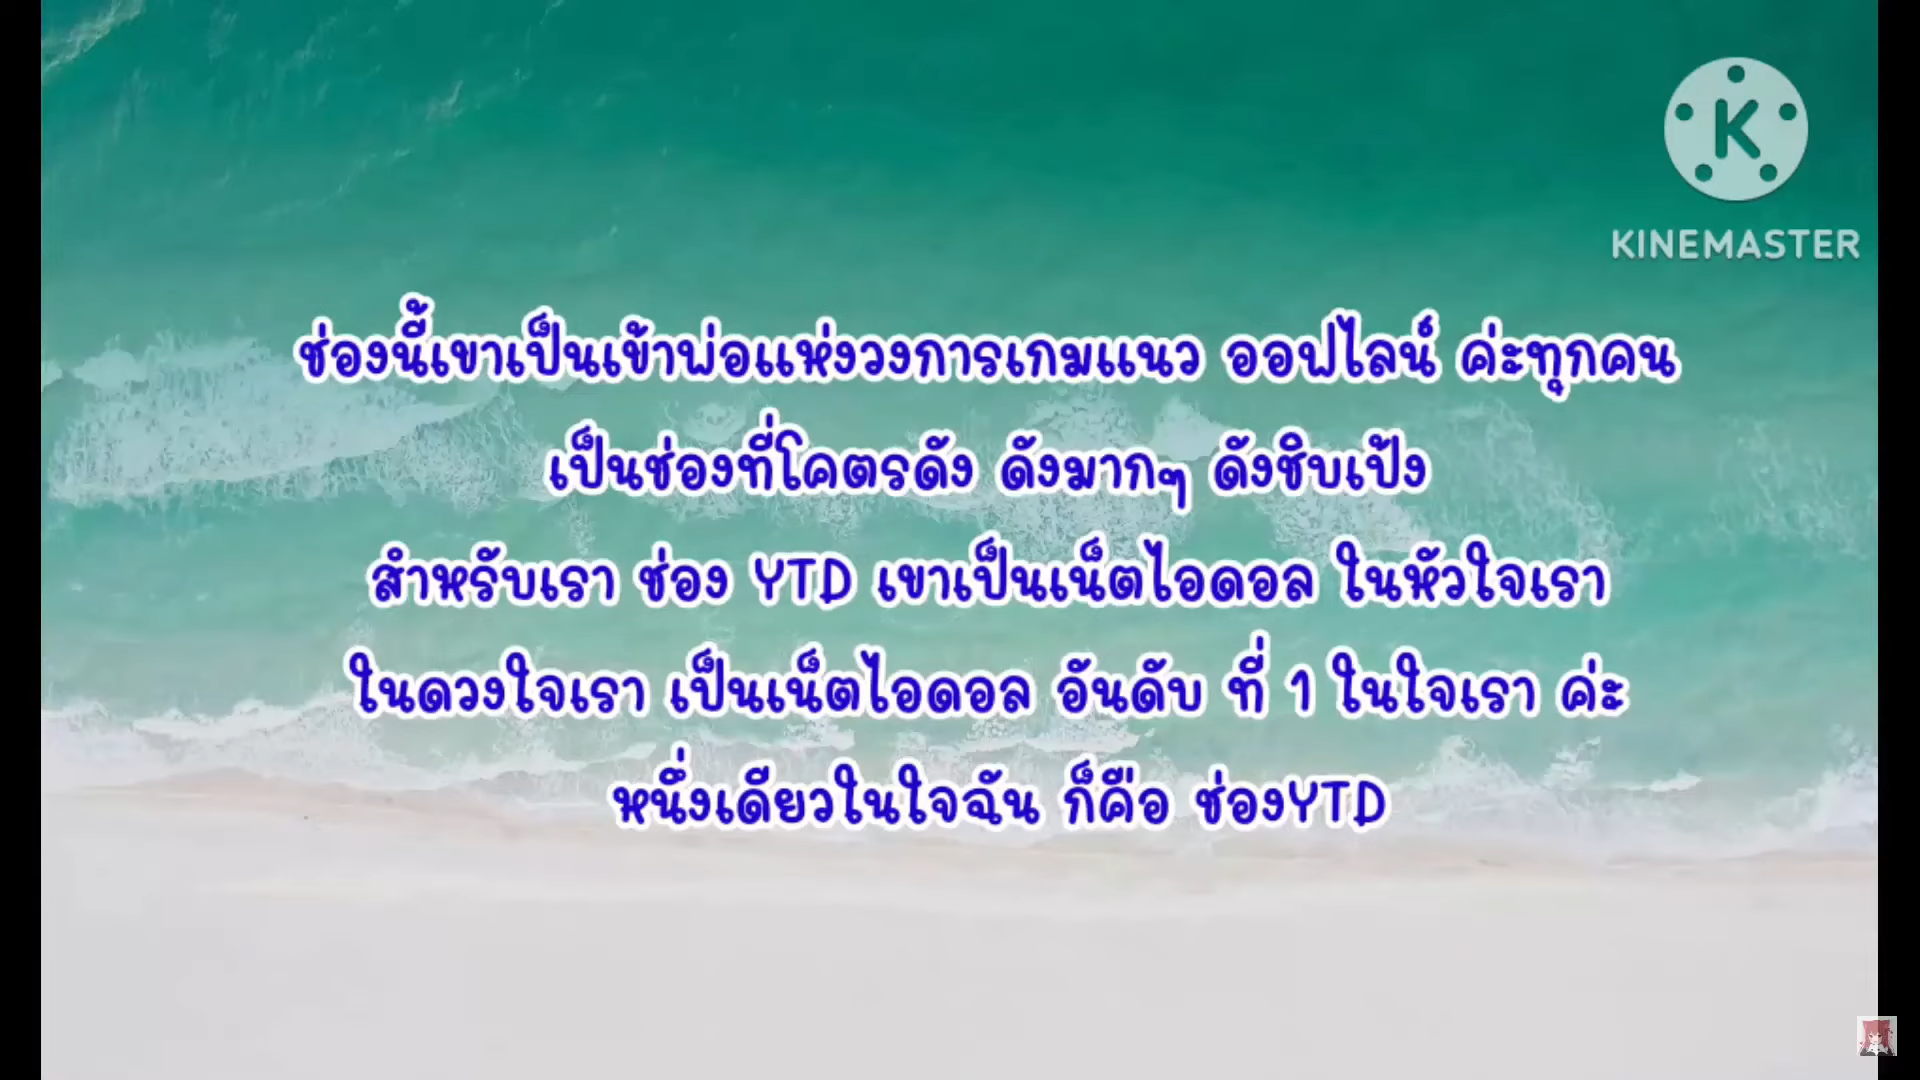 KINEMASTER
ช่องนี้เขาเป็นเข้าพ่อแห่งวงการเกมแนว ออฟไลน์ ค่ะทุกคน
เป็นช่องที่โคตรดัง ดังมากๆ ดังชิบเป้ง
สำหรับเรา ช่อง YTD เขาเป็นเน็ตไอดอล ในหัวใจเรา
ในดวงใจเรา เป็นเน็ตไอดอล อันดับ ที่ 1 ในใจเรา ค่ะ
หนึ่งเดียวในใจฉัน ก็คือ ช่องYTD